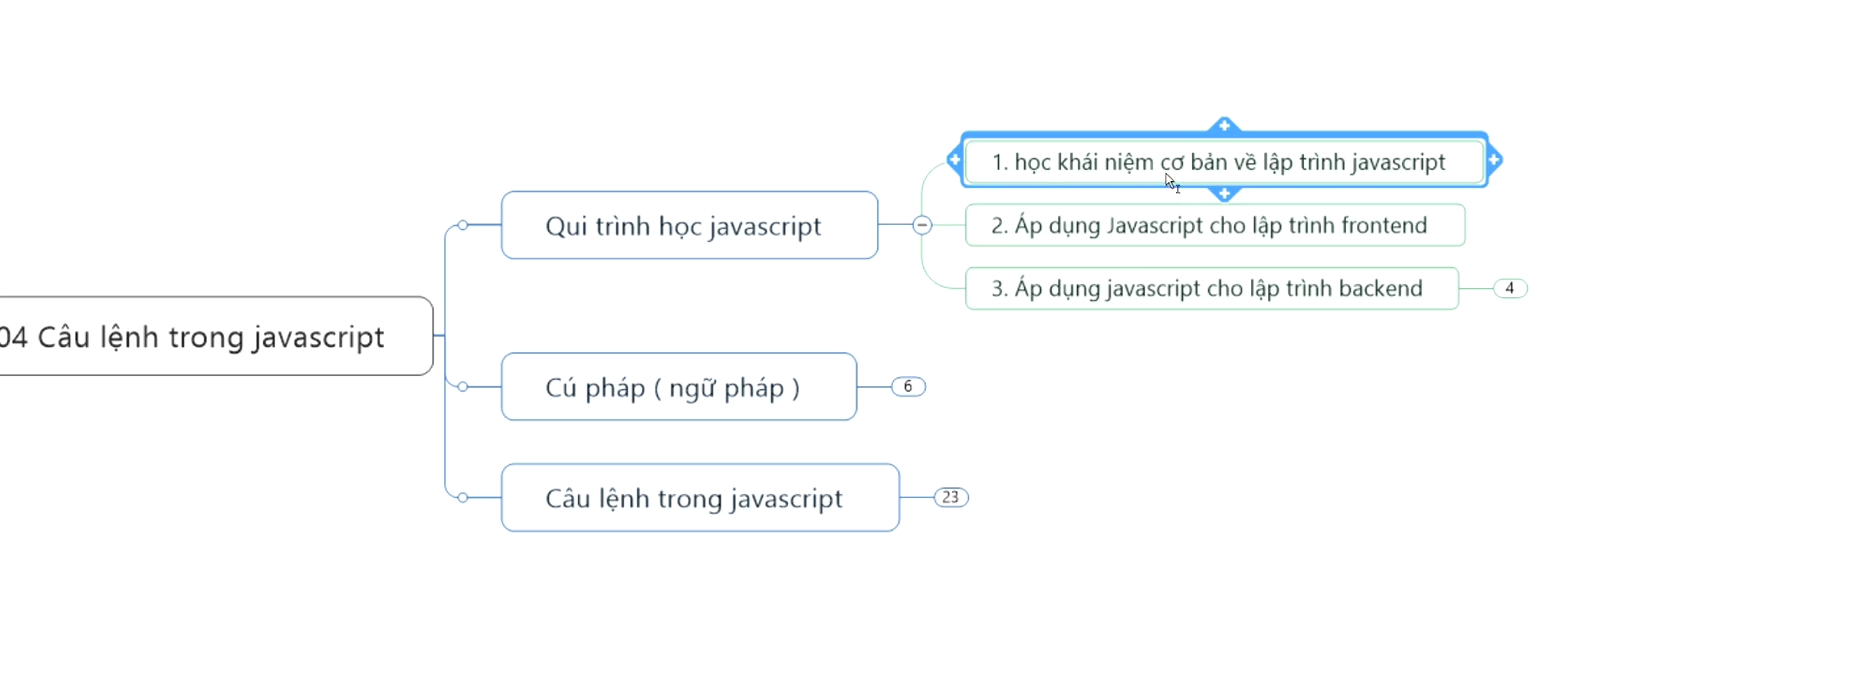 04 Câu lệnh trong javascript
Qui trình học javascript
1. học khái niệm cơ bản về lập trình javascript
2. Áp dụng Javascript cho lập trình frontend
3. Áp dụng javascript cho lập trình backend
4
Cú pháp ( ngữ pháp )
6
Câu lệnh trong javascript
23